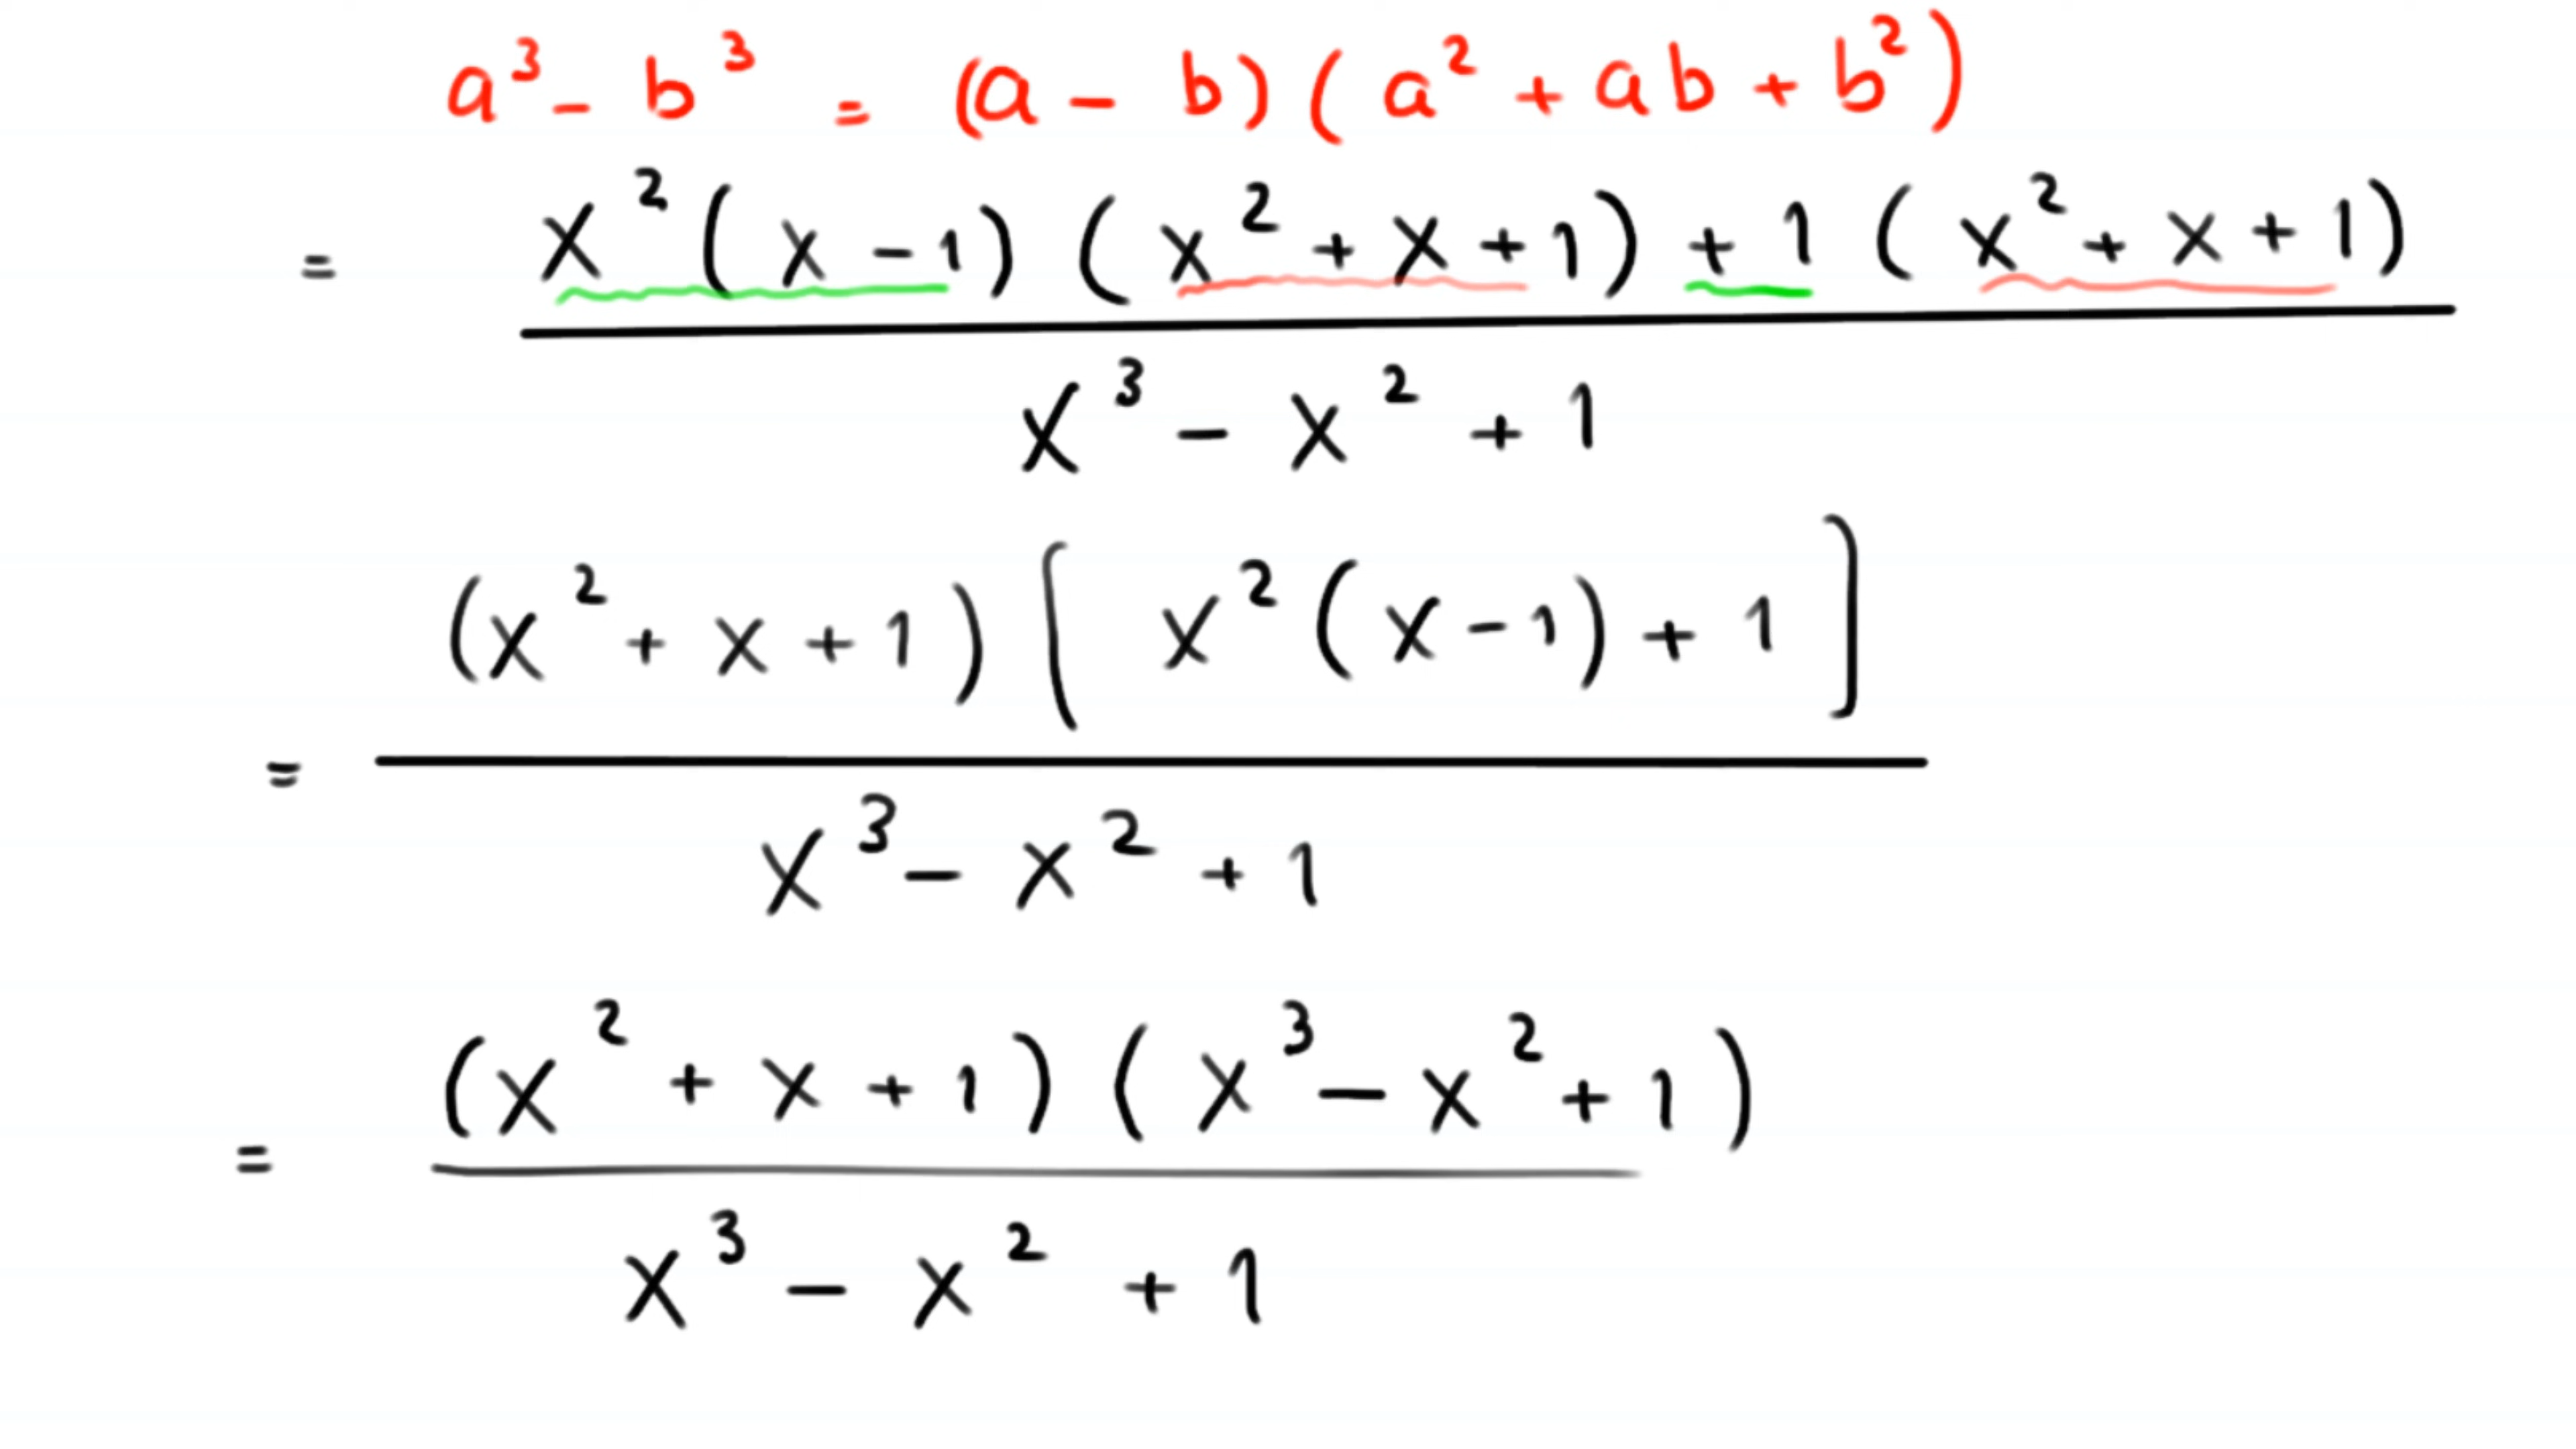 a³ - b³ = (a - b)(a² + ab + b²)
= x²(x - 1)(x² + x + 1) + 1(x² + x + 1)
x³ - x² + 1
(x² + x + 1)[x²(x - 1) + 1]
=
x³ - x² + 1
(x² + x + 1)(x³ - x² + 1)
=
x³ - x² + 1